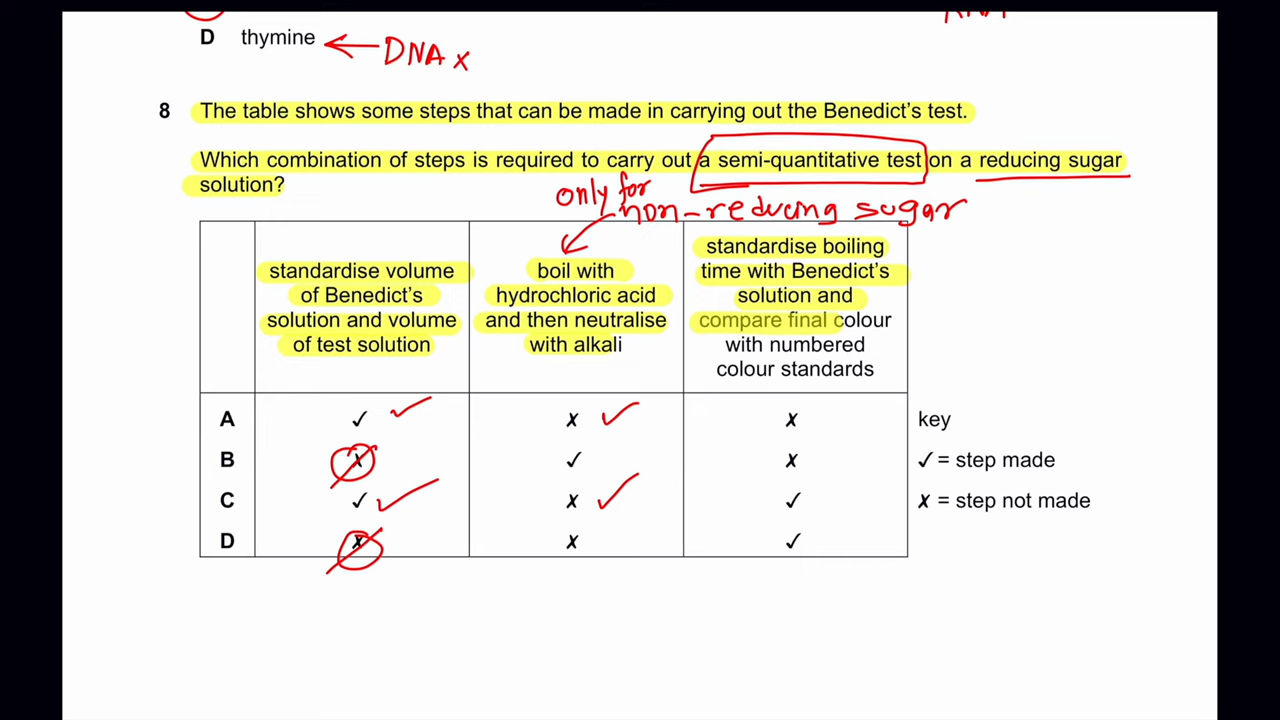 D thymine ← DNA x
8 The table shows some steps that can be made in carrying out the Benedict's test.
Which combination of steps is required to carry out a semi-quantitative test on a reducing sugar
solution?
only for
non-reducing sugar
standardise volume
of Benedict's
solution and volume
of test solution
boil with
hydrochloric acid
and then neutralise
with alkali
standardise boiling
time with Benedict's
solution and
compare final colour
with numbered
colour standards
A ✓ ✗ ✗ key
B ✗ ✓ ✗ ✓ = step made
C ✓ ✗ ✓ ✗ = step not made
D ✗ ✗ ✓